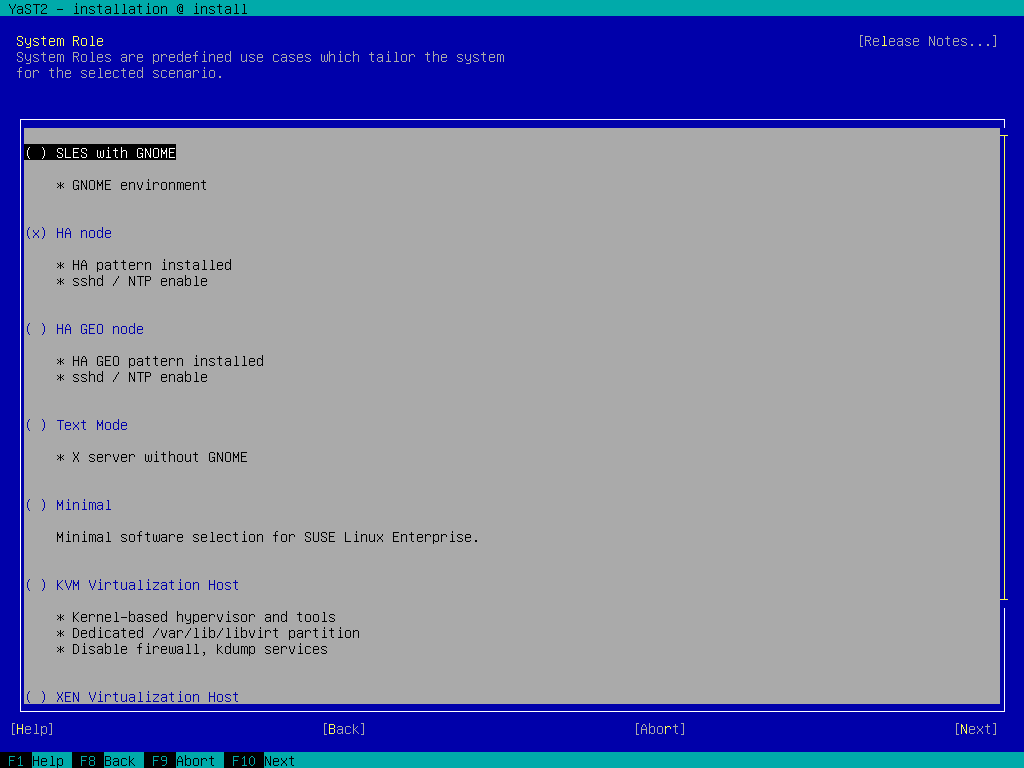 YaST2 - installation @ install
System Role [Release Notes...]
System Roles are predefined use cases which tailor the system
for the selected scenario.
( ) SLES with GNOME
* GNOME environment
(x) HA node
* HA pattern installed
* sshd / NTP enable
( ) HA GEO node
* HA GEO pattern installed
* sshd / NTP enable
( ) Text Mode
* X server without GNOME
( ) Minimal
Minimal software selection for SUSE Linux Enterprise.
( ) KVM Virtualization Host
* Kernel-based hypervisor and tools
* Dedicated /var/lib/libvirt partition
* Disable firewall, kdump services
( ) XEN Virtualization Host
[Help] [Back] [Abort] [Next]
F1 Help F8 Back F9 Abort F10 Next